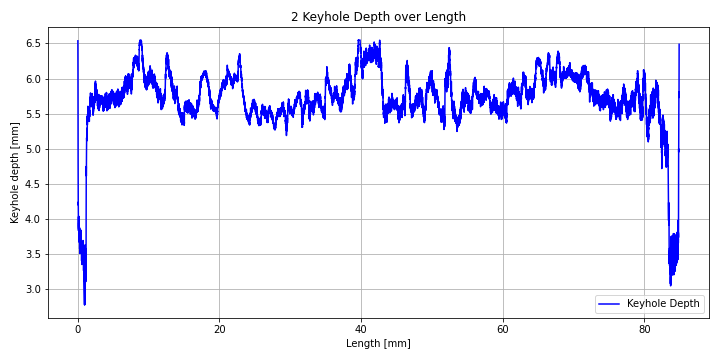 2 Keyhole Depth over Length
Keyhole depth [mm]
6.5
6.0
5.5
5.0
4.5
4.0
3.5
3.0
0 20 40 60 80
Length [mm]
Keyhole Depth